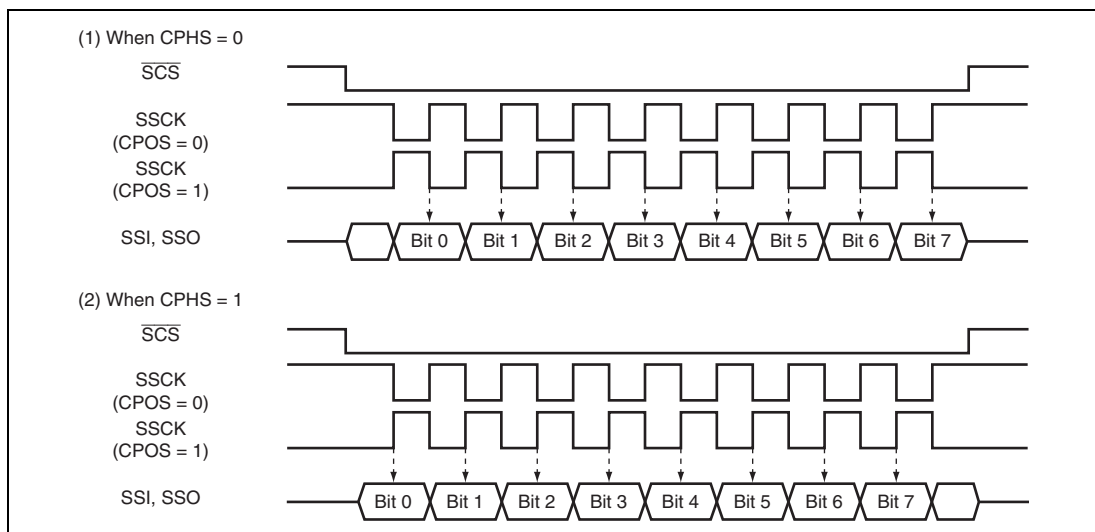 (1) When CPHS = 0
SCS
SSCK
(CPOS = 0)
SSCK
(CPOS = 1)
SSI, SSO
Bit 0 Bit 1 Bit 2 Bit 3 Bit 4 Bit 5 Bit 6 Bit 7
(2) When CPHS = 1
SCS
SSCK
(CPOS = 0)
SSCK
(CPOS = 1)
SSI, SSO
Bit 0 Bit 1 Bit 2 Bit 3 Bit 4 Bit 5 Bit 6 Bit 7